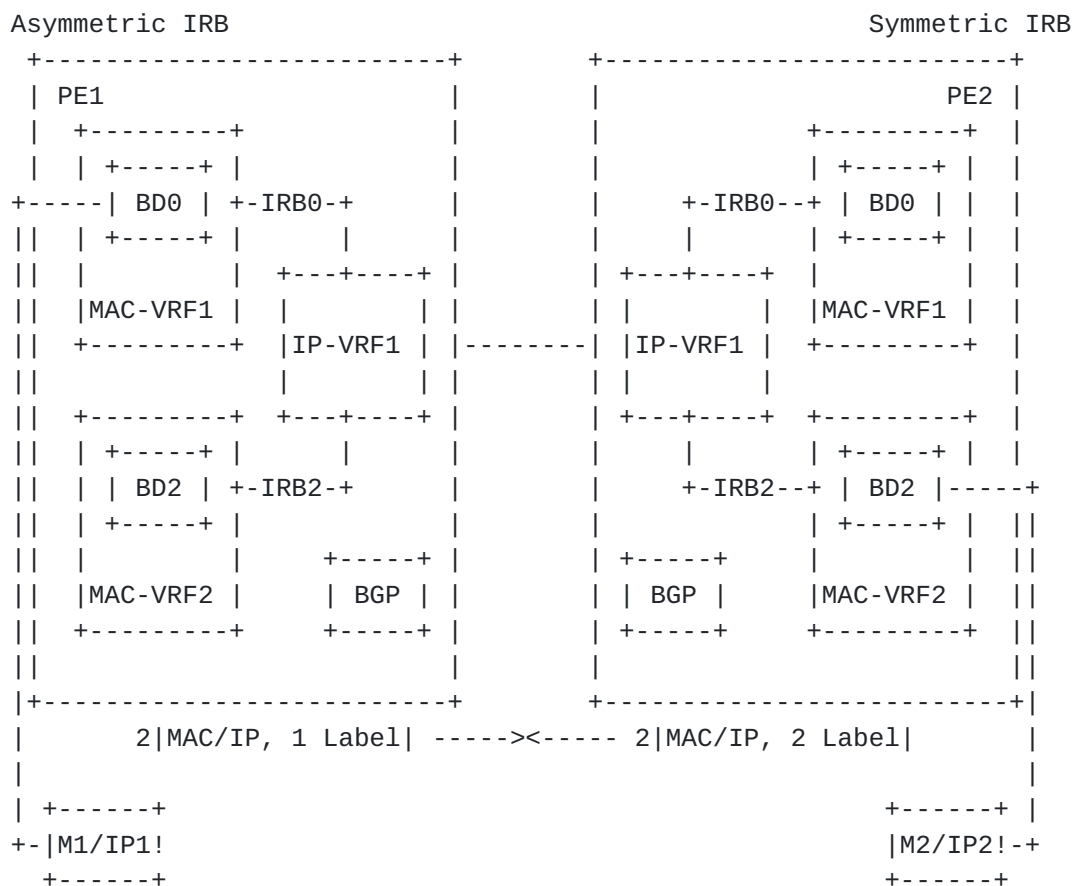 Asymmetric IRB Symmetric IRB
+--------------------------+ +--------------------------+
| PE1 | | PE2 |
| +---------+ | | +---------+ |
| | +-----+ | | | | +-----+ | |
+-----| BD0 | +-IRB0-+ | | +-IRB0--+ | BD0 | | |
|| | +-----+ | | | | | | +-----+ | |
|| | | +---+----+ | | +---+----+ | | |
|| |MAC-VRF1 | | | | | | | |MAC-VRF1 | |
|| +---------+ |IP-VRF1 | |--------| |IP-VRF1 | +---------+ |
|| | | | | | | |
|| +---------+ +---+----+ | | +---+----+ +---------+ |
|| | +-----+ | | | | | | +-----+ | |
|| | | BD2 | +-IRB2-+ | | +-IRB2--+ | BD2 |-----+
|| | +-----+ | | | | +-----+ | ||
|| | | +-----+ | | +-----+ | | ||
|| |MAC-VRF2 | | BGP | | | | BGP | |MAC-VRF2 | ||
|| +---------+ +-----+ | | +-----+ +---------+ ||
|| | | ||
|+--------------------------+ +--------------------------+|
| 2|MAC/IP, 1 Label| -----><----- 2|MAC/IP, 2 Label| |
| |
| +------+ +------+ |
+-|M1/IP1! |M2/IP2!-+
+------+ +------+